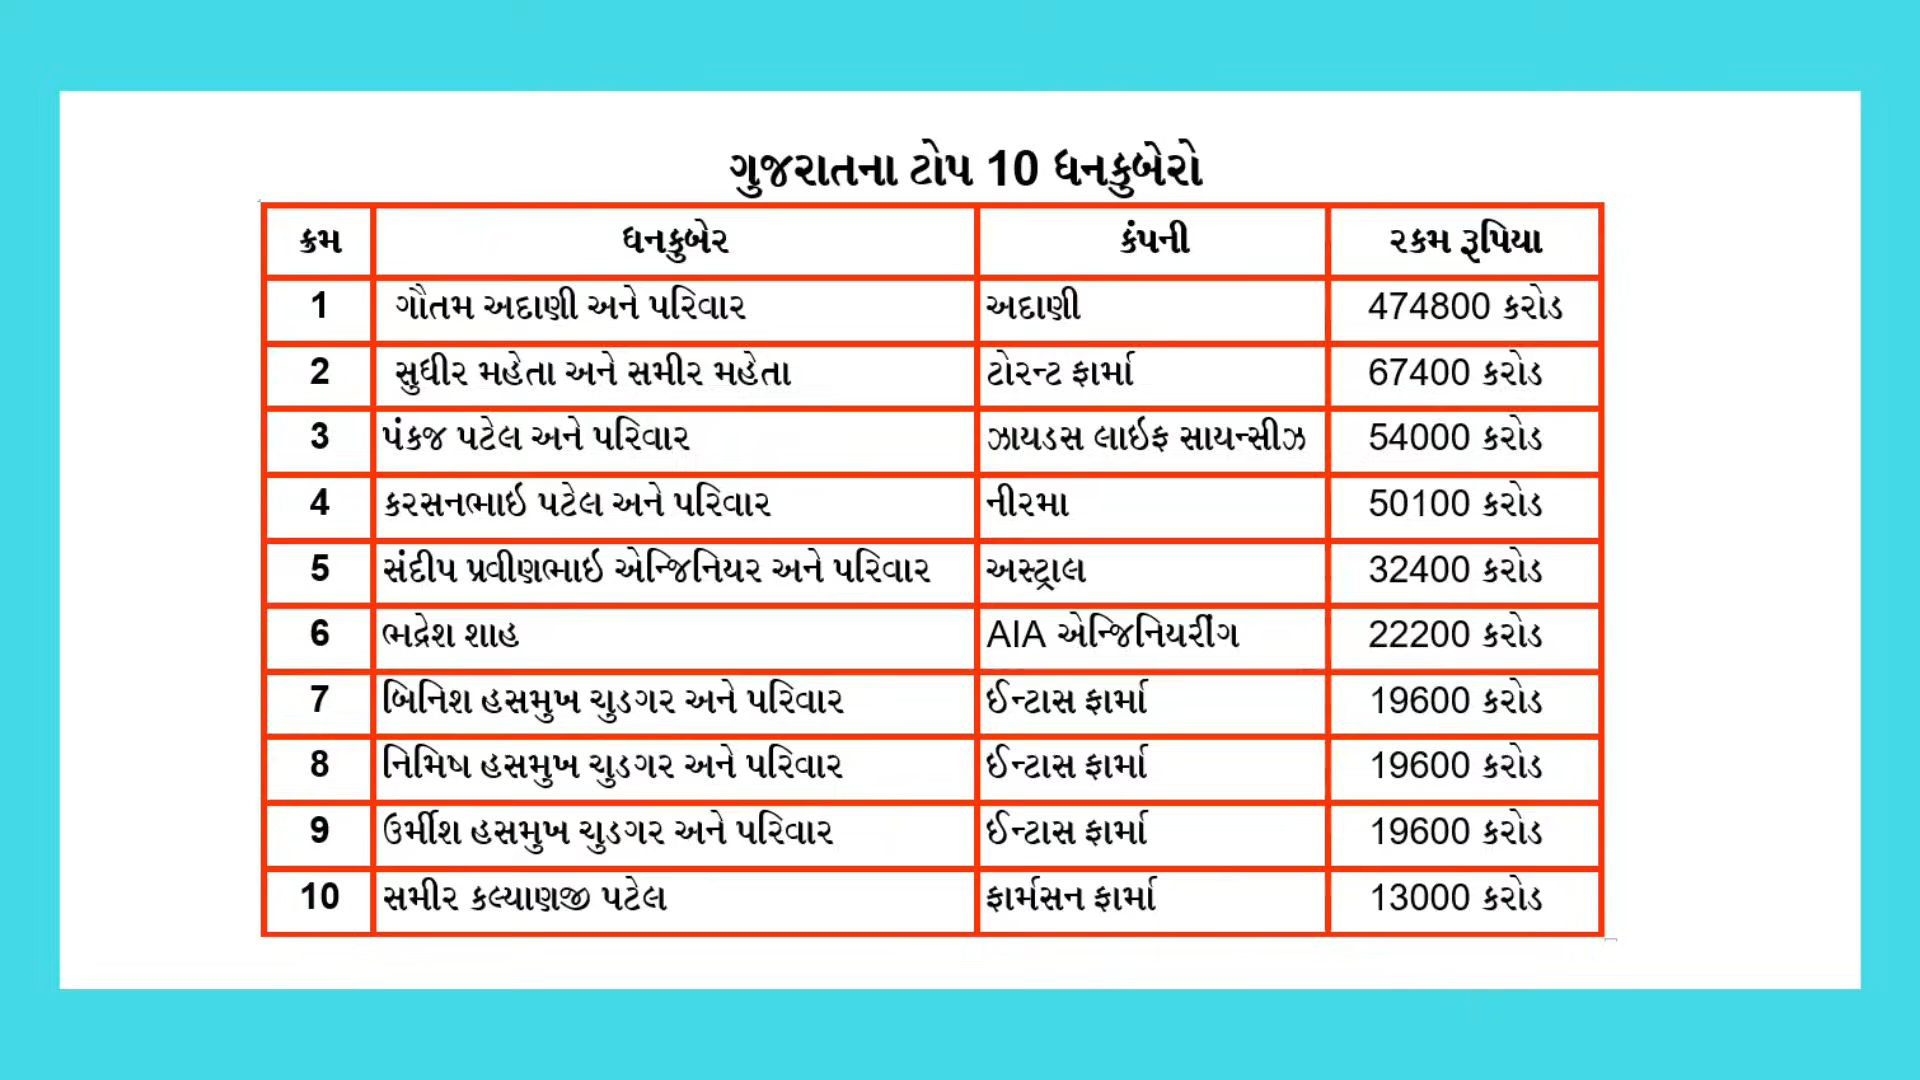 ગુજરાતના ટોપ 10 ધનકુબેરો
ક્રમ ધનકુબેર કંપની રકમ રૂપિયા
1 ગૌતમ અદાણી અને પરિવાર અદાણી 474800 કરોડ
2 સુધીર મહેતા અને સમીર મહેતા ટોરન્ટ ફાર્મા 67400 કરોડ
3 પંકજ પટેલ અને પરિવાર ઝાયડસ લાઇફ સાયન્સીઝ 54000 કરોડ
4 કરસનભાઇ પટેલ અને પરિવાર નીરમા 50100 કરોડ
5 સંદીપ પ્રવીણભાઇ એન્જિનિયર અને પરિવાર અસ્ટ્રાલ 32400 કરોડ
6 ભદ્રેશ શાહ AIA એન્જિનિયરીંગ 22200 કરોડ
7 બિનિશ હસમુખ ચુડગર અને પરિવાર ઈન્ટાસ ફાર્મા 19600 કરોડ
8 નિમિષ હસમુખ ચુડગર અને પરિવાર ઈન્ટાસ ફાર્મા 19600 કરોડ
9 ઉર્મીશ હસમુખ ચુડગર અને પરિવાર ઈન્ટાસ ફાર્મા 19600 કરોડ
10 સમીર કલ્યાણજી પટેલ ફાર્મસન ફાર્મા 13000 કરોડ